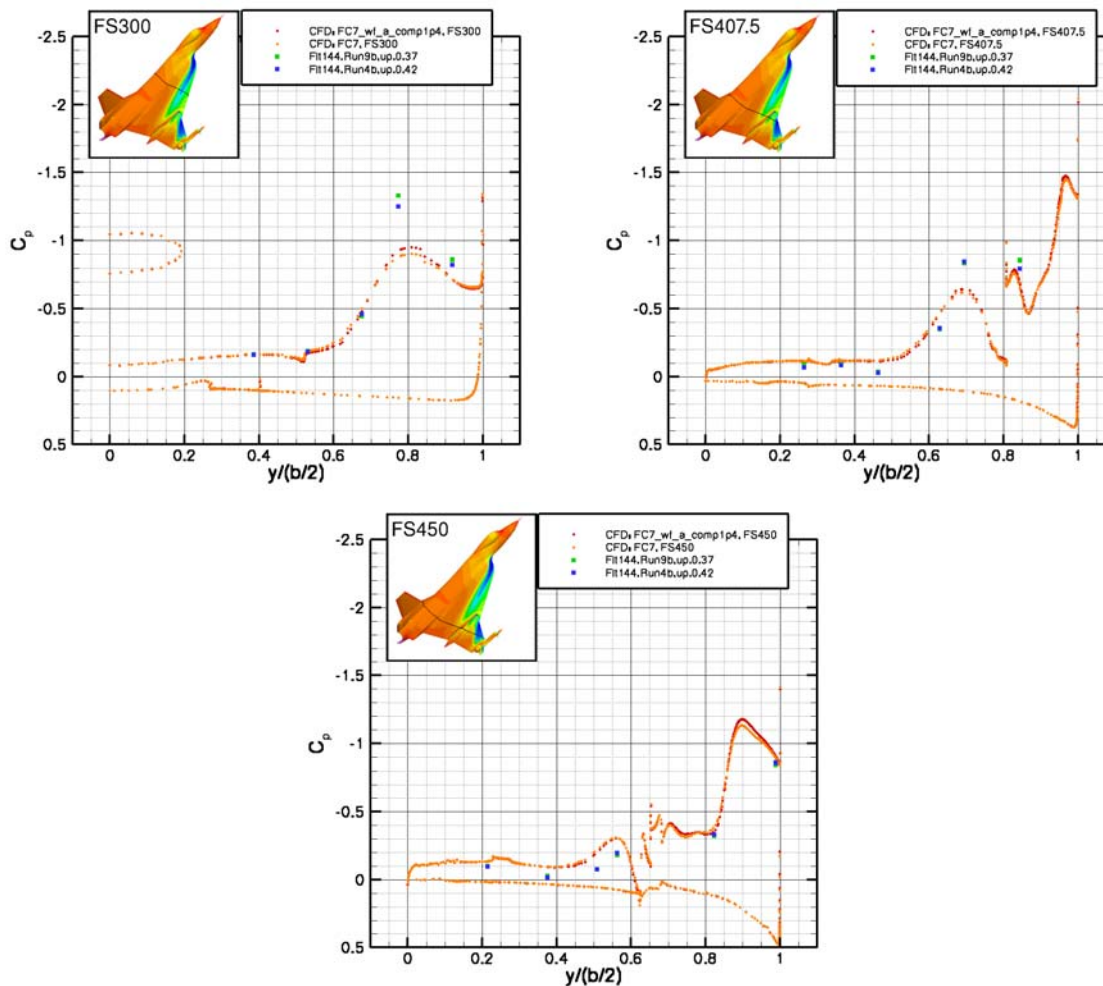 FS300
CFD: FC7_wl_a_comp1p4, FS300
CFD: FC7, FS300
Flt144.Run9b.up.0.37
Flt144.Run4b.up.0.42
-2.5
-2
-1.5
-1
-0.5
0
0.5
Cp
0 0.2 0.4 0.6 0.8 1
y/(b/2)
FS407.5
CFD: FC7_wl_a_comp1p4, FS407.5
CFD: FC7, FS407.5
Flt144.Run9b.up.0.37
Flt144.Run4b.up.0.42
-2.5
-2
-1.5
-1
-0.5
0
0.5
Cp
0 0.2 0.4 0.6 0.8 1
y/(b/2)
FS450
CFD: FC7_wl_a_comp1p4, FS450
CFD: FC7, FS450
Flt144.Run9b.up.0.37
Flt144.Run4b.up.0.42
-2.5
-2
-1.5
-1
-0.5
0
0.5
Cp
0 0.2 0.4 0.6 0.8 1
y/(b/2)